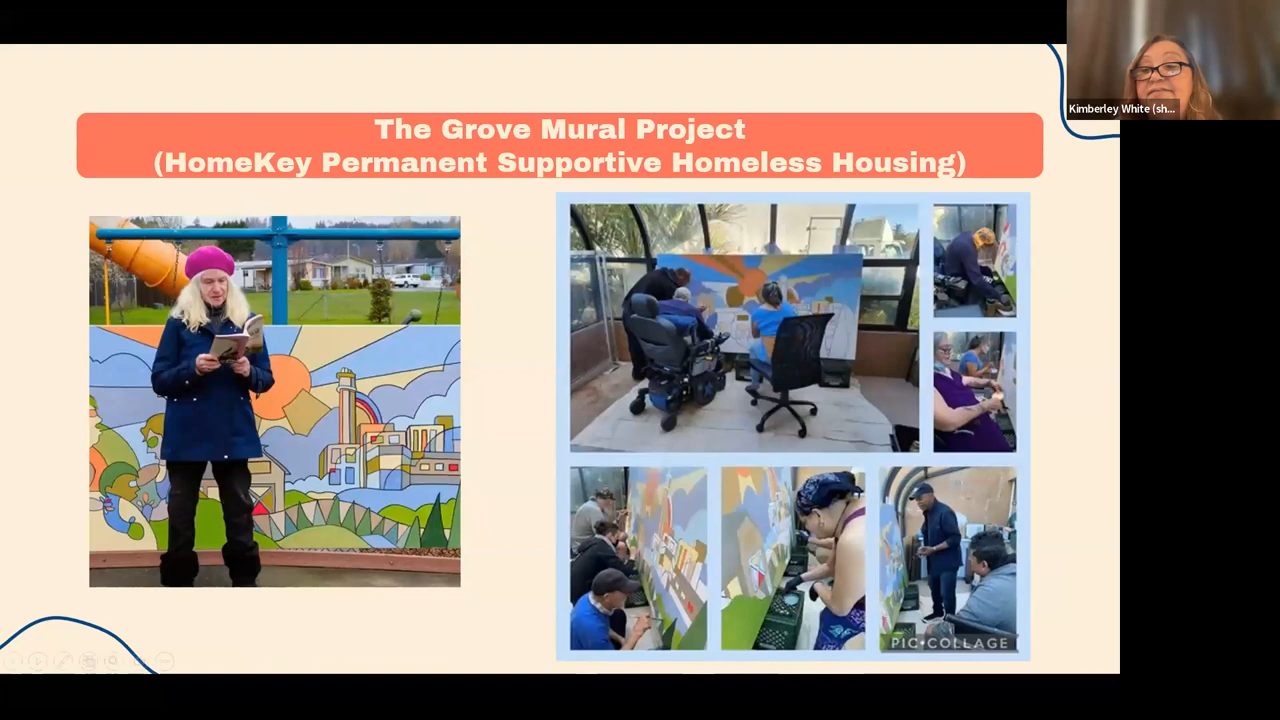 The Grove Mural Project
(HomeKey Permanent Supportive Homeless Housing)
Kimberley White (sh...
PIC•COLLAGE